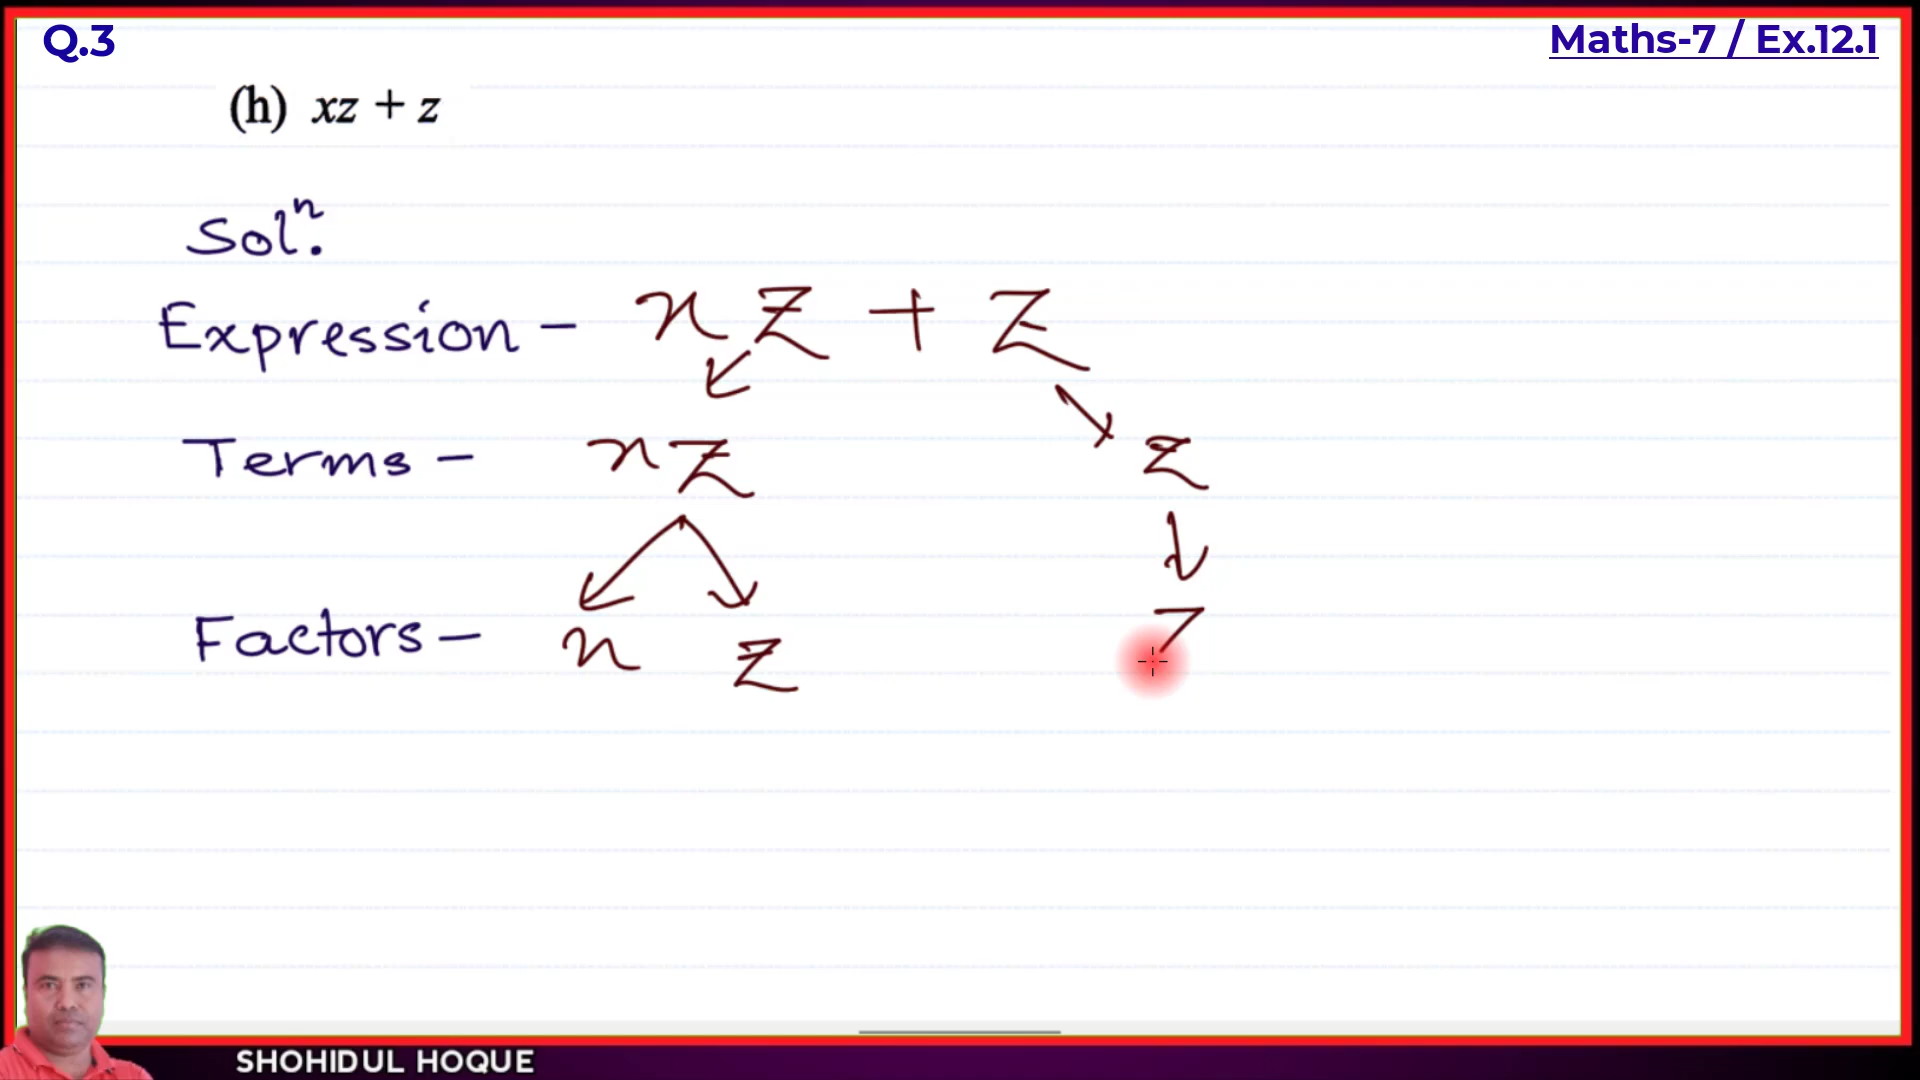 Q.3 Maths-7 / Ex.12.1
(h) xz + z
Solⁿ.
Expression – xz + z
Terms – xz z
Factors – x z z
SHOHIDUL HOQUE